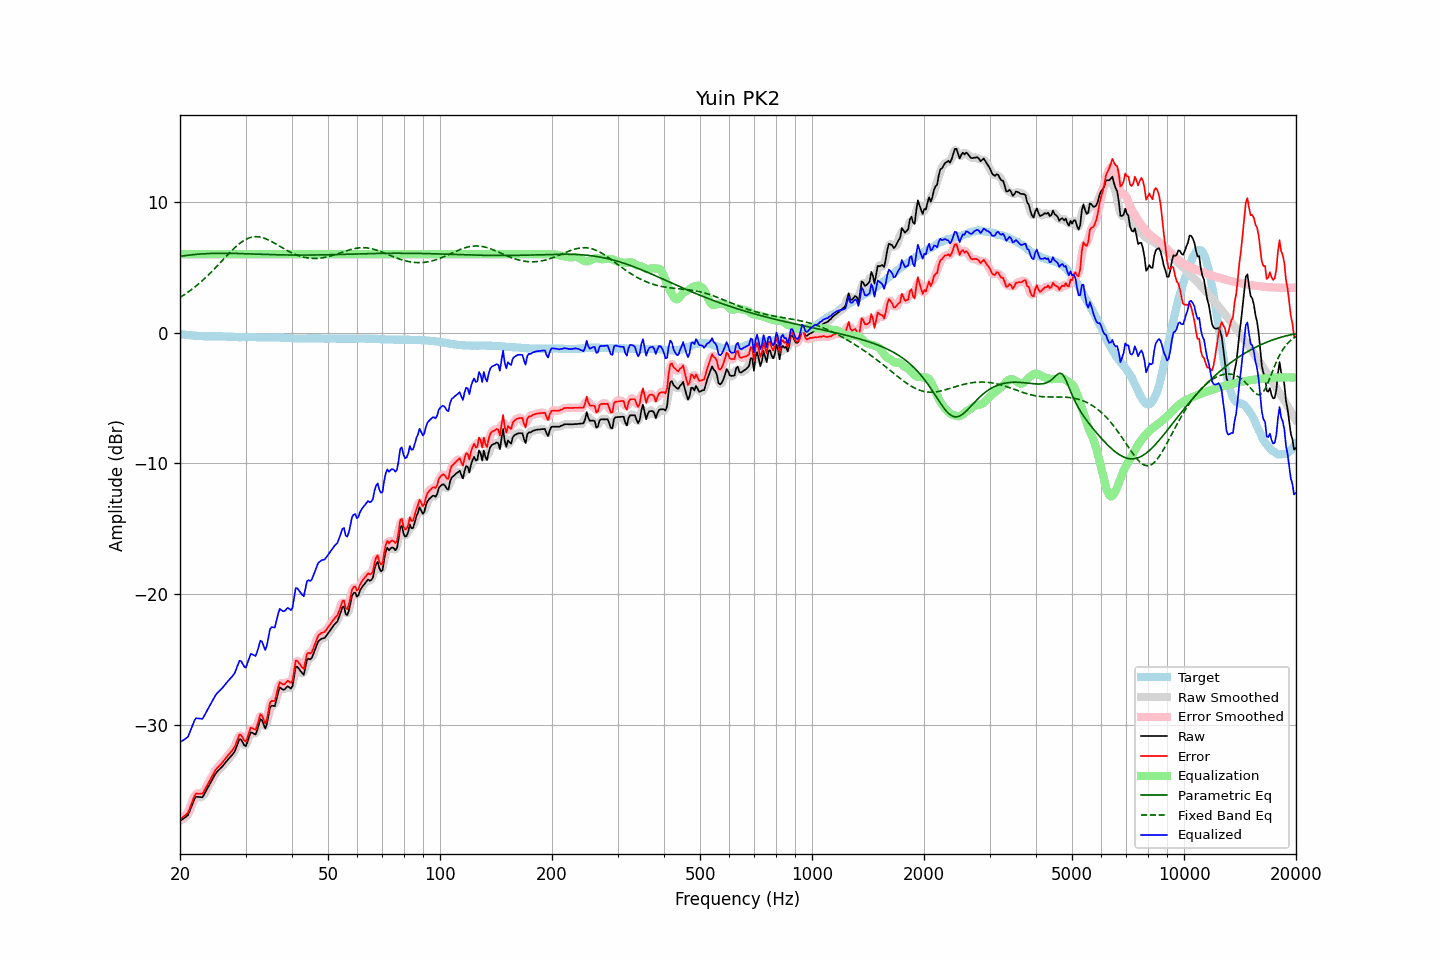 Yuin PK2
10
0
−10
−20
−30
Amplitude (dBr)
20
50
100
200
500
1000
2000
5000
10000
20000
Frequency (Hz)
Target
Raw Smoothed
Error Smoothed
Raw
Error
Equalization
Parametric Eq
Fixed Band Eq
Equalized